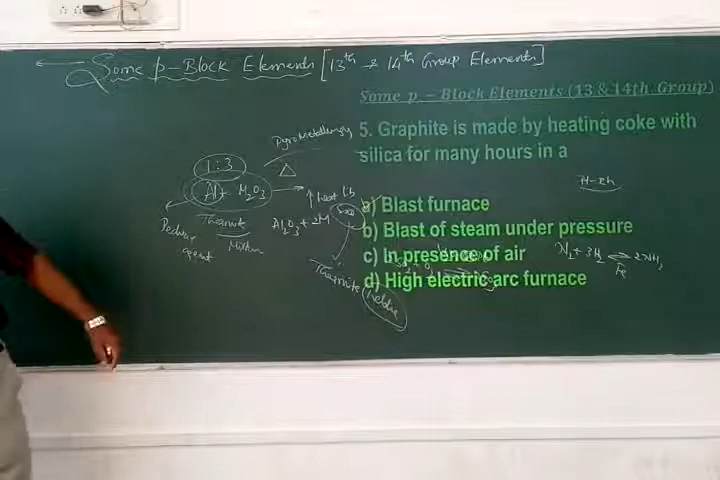 Some p-Block Elements [13th & 14th Group Elements]
Some p – Block Elements (13 & 14th Group)
5. Graphite is made by heating coke with
silica for many hours in a
a) Blast furnace
b) Blast of steam under pressure
c) In presence of air
d) High electric arc furnace
PyroMetallurgy
1:3
Al + M2O3
Δ
↑ heat lib
Al2O3 + 2M
Thermite
Mixture
agent
Thermite
N2 + 3H2 ⇌ 2NH3
Fe